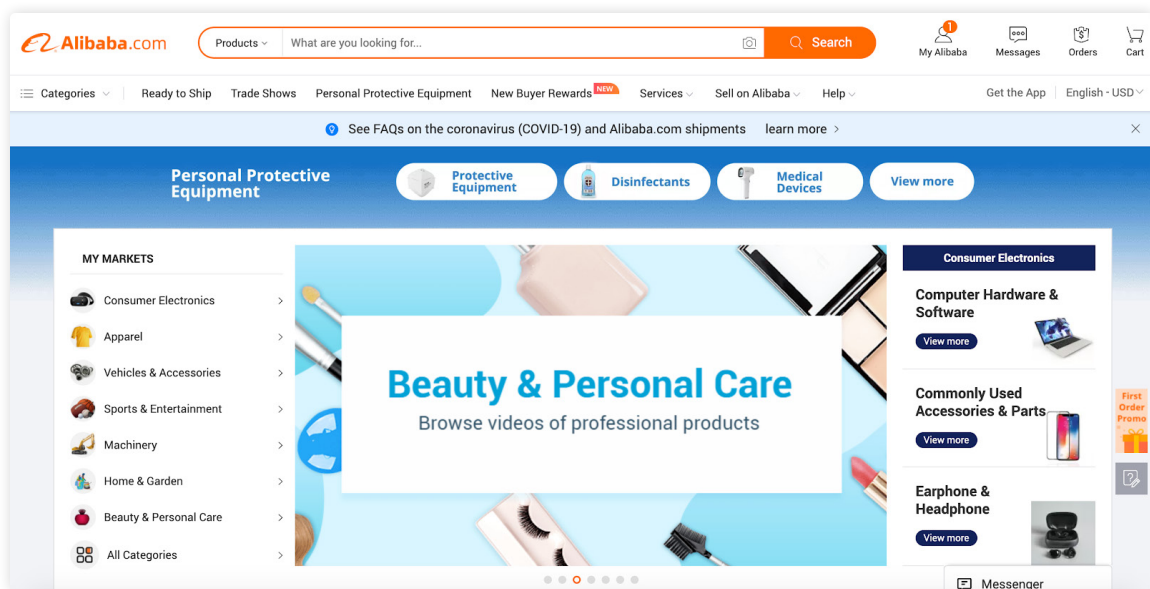 Alibaba.com
Products
What are you looking for...
Search
1
My Alibaba
Messages
Orders
Cart
Categories
Ready to Ship
Trade Shows
Personal Protective Equipment
New Buyer Rewards NEW
Services
Sell on Alibaba
Help
Get the App
English - USD
See FAQs on the coronavirus (COVID-19) and Alibaba.com shipments
learn more
Personal Protective
Equipment
Protective
Equipment
Disinfectants
Medical
Devices
View more
MY MARKETS
Consumer Electronics
Apparel
Vehicles & Accessories
Sports & Entertainment
Machinery
Home & Garden
Beauty & Personal Care
All Categories
Beauty & Personal Care
Browse videos of professional products
Consumer Electronics
Computer Hardware &
Software
View more
Commonly Used
Accessories & Parts
View more
Earphone &
Headphone
View more
First
Order
Promo
Messenger